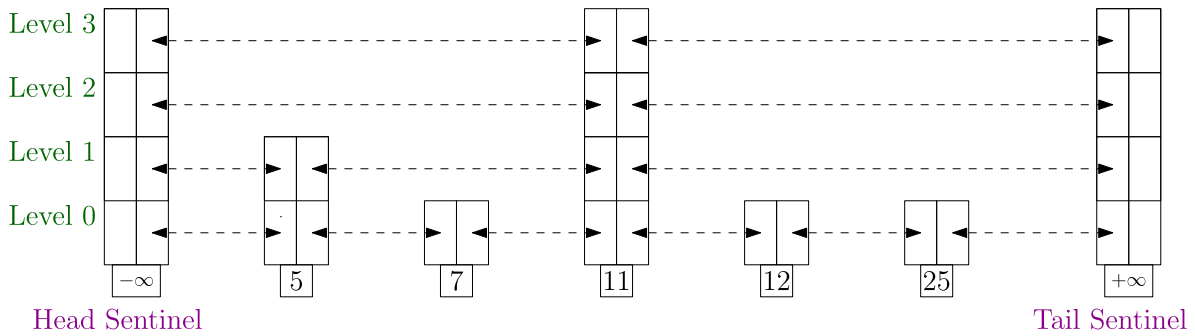 Level 3
Level 2
Level 1
Level 0
−∞ 5 7 11 12 25 +∞
Head Sentinel Tail Sentinel